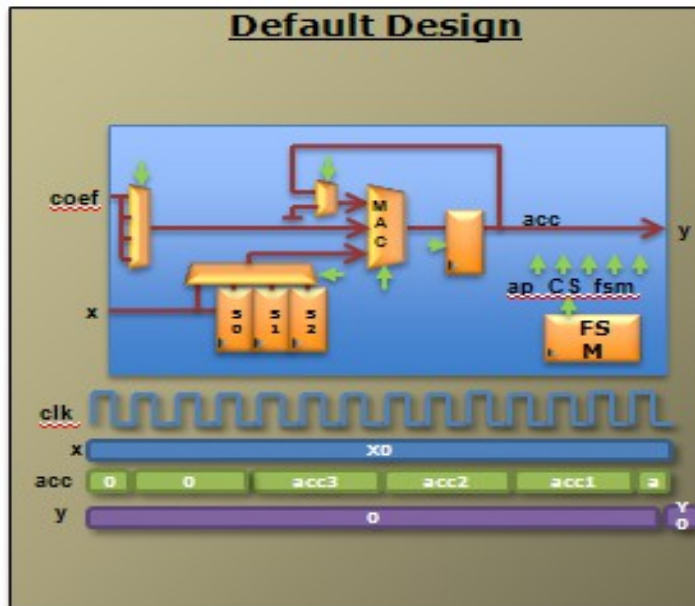 Default Design
coef
M
A
C
acc
y
ap_CS_fsm
x
S
0
S
1
S
2
FS
M
clk
x
X0
acc
0
0
acc3
acc2
acc1
a
y
0
Y
0